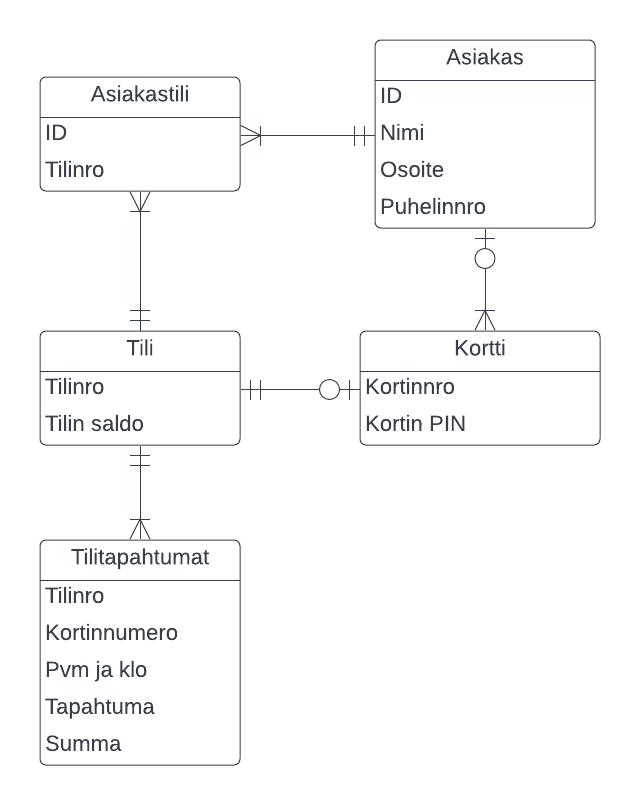 Asiakastili
ID
Tilinro
Asiakas
ID
Nimi
Osoite
Puhelinnro
Tili
Tilinro
Tilin saldo
Kortti
Kortinnro
Kortin PIN
Tilitapahtumat
Tilinro
Kortinnumero
Pvm ja klo
Tapahtuma
Summa